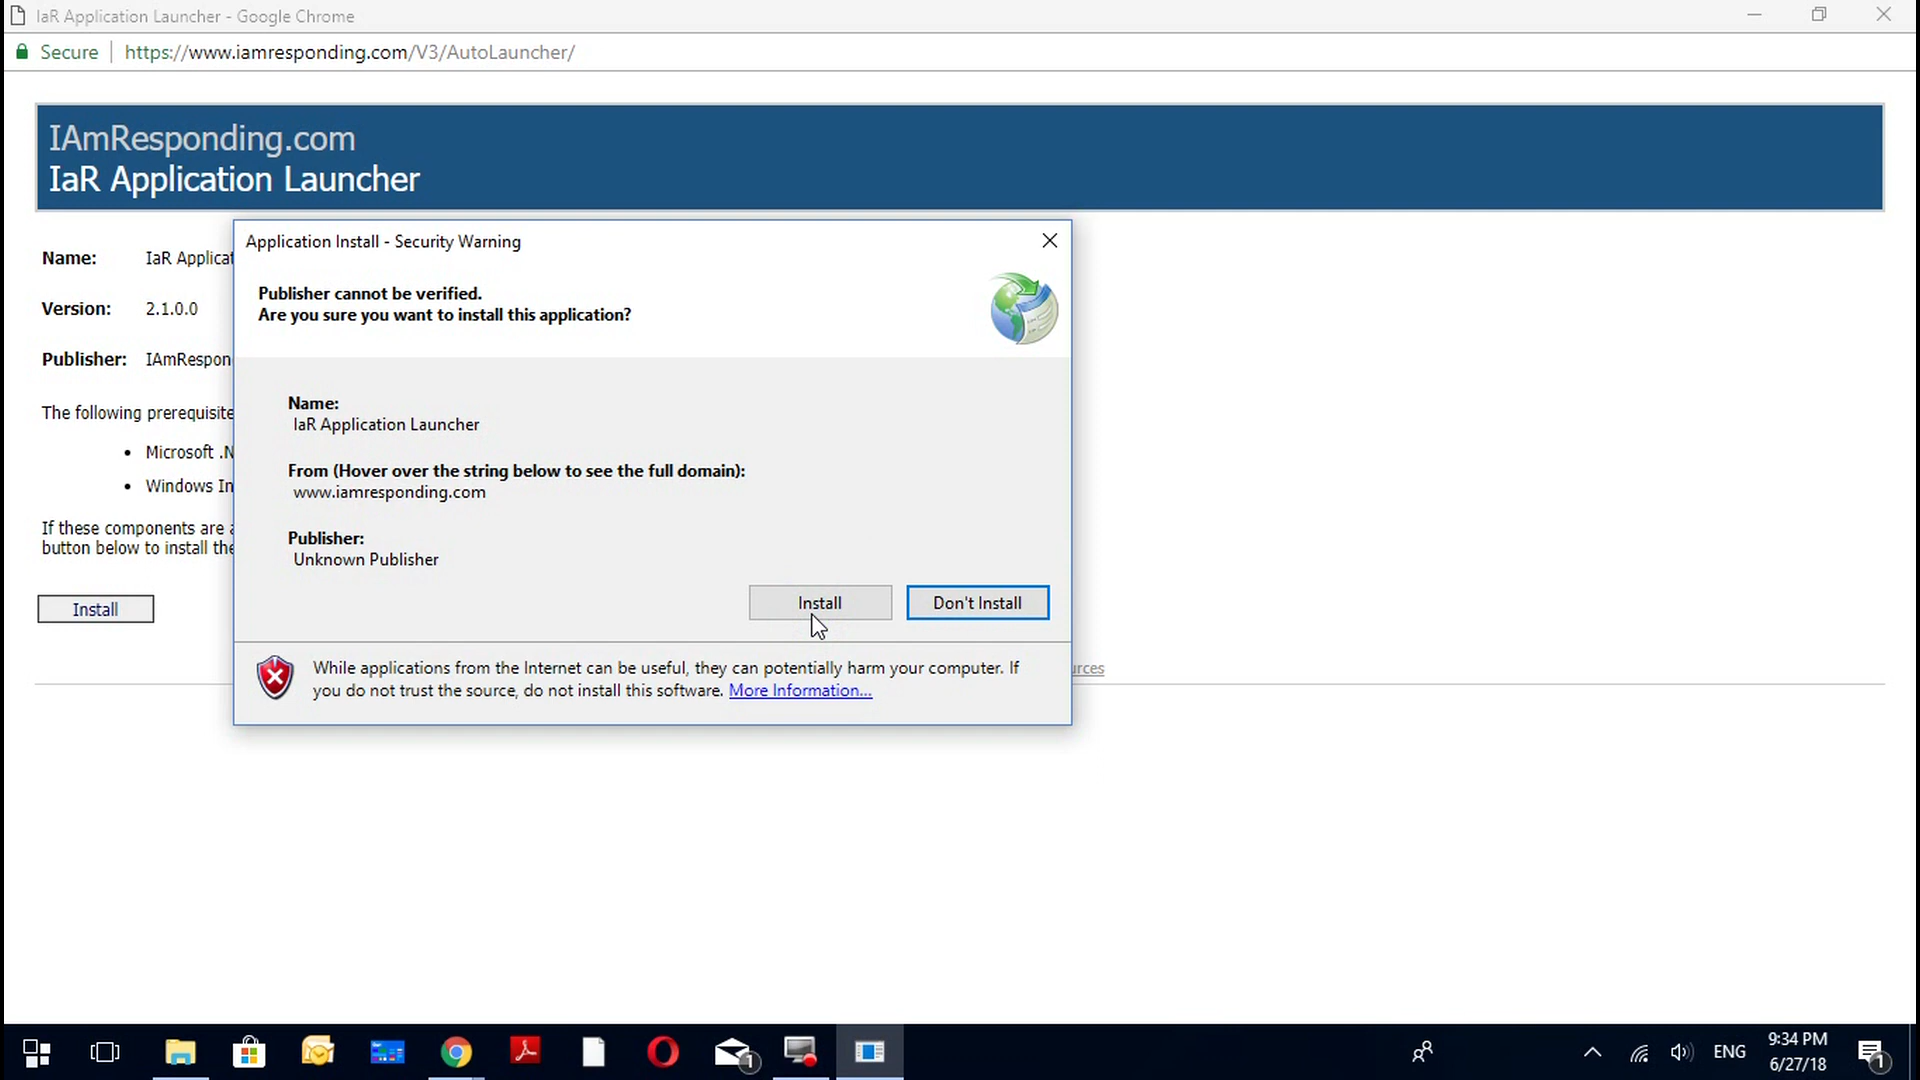 IaR Application Launcher - Google Chrome
Secure https://www.iamresponding.com/V3/AutoLauncher/
IAmResponding.com
IaR Application Launcher
Name: IaR Applicat
Version: 2.1.0.0
Publisher: IAmRespon
The following prerequisite
• Microsoft .N
• Windows In
If these components are a
button below to install the
Install
Application Install - Security Warning
Publisher cannot be verified.
Are you sure you want to install this application?
Name:
IaR Application Launcher
From (Hover over the string below to see the full domain):
www.iamresponding.com
Publisher:
Unknown Publisher
Install Don't Install
While applications from the Internet can be useful, they can potentially harm your computer. If
you do not trust the source, do not install this software. More Information...
urces
1
ENG
9:34 PM
6/27/18
1